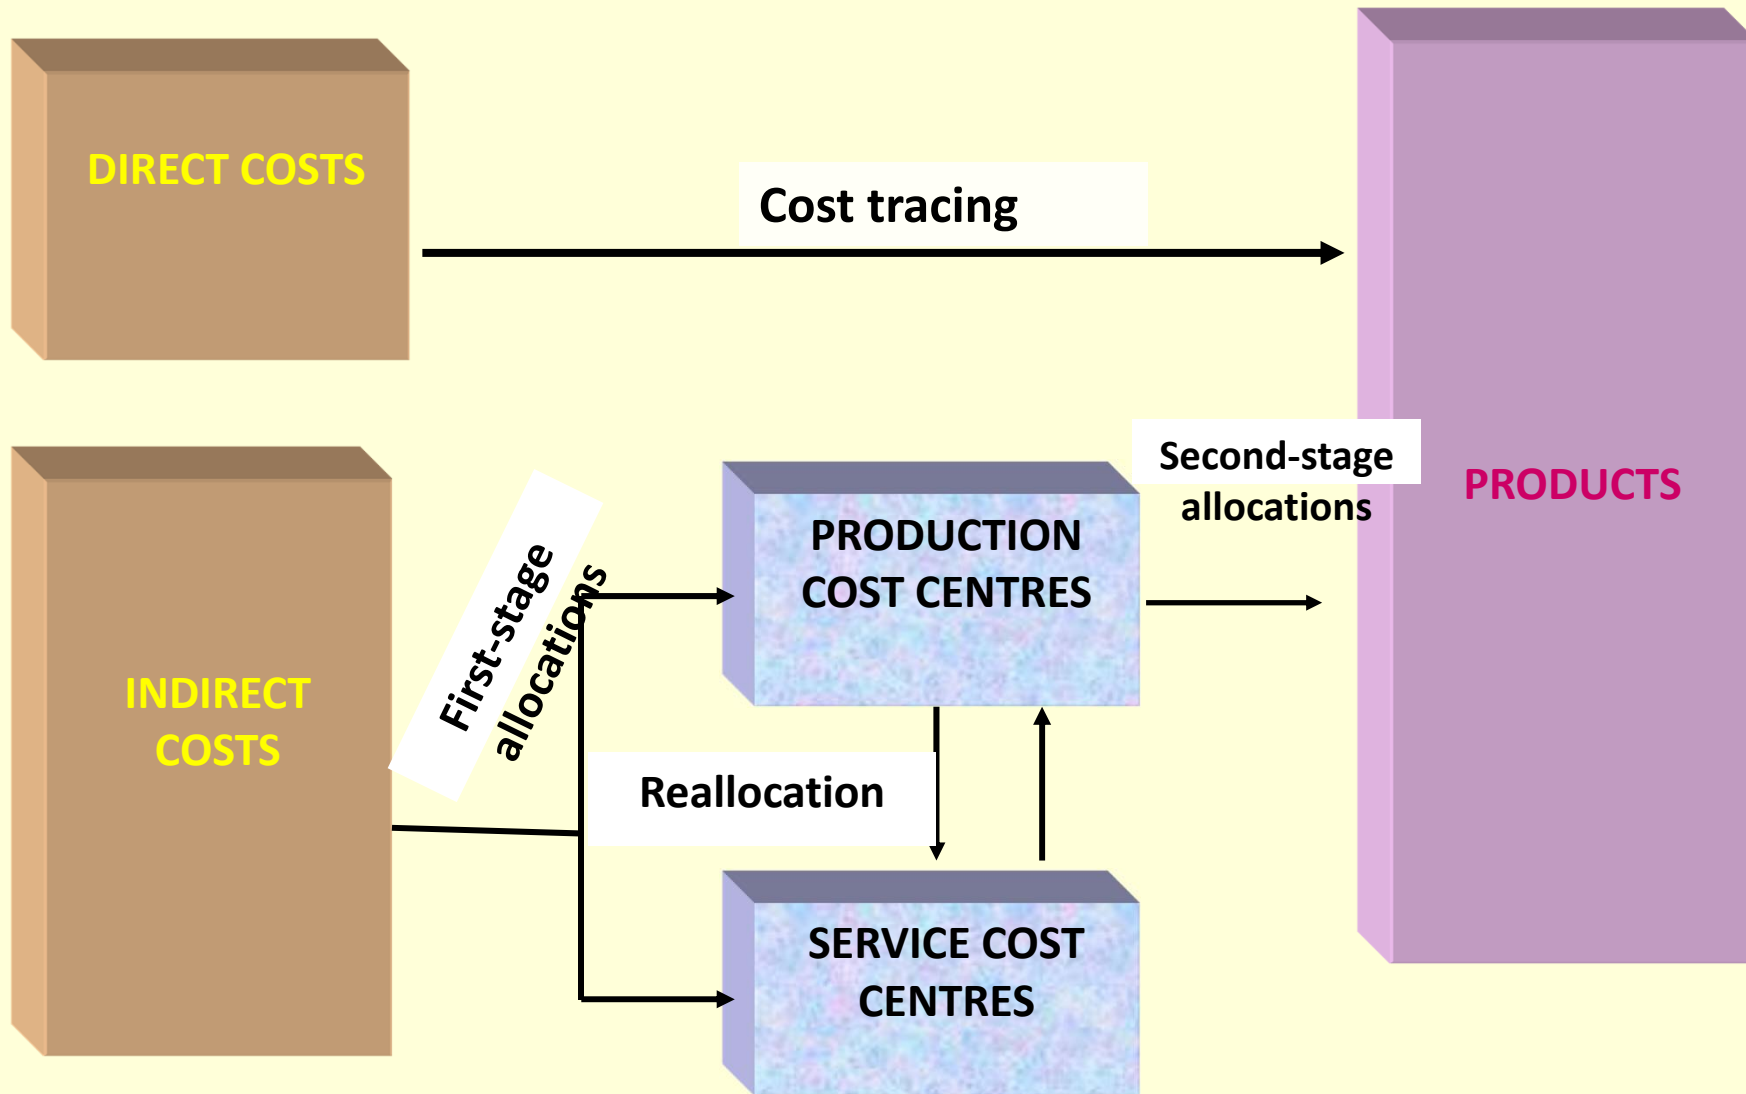 DIRECT COSTS
Cost tracing
Second-stage
allocations
PRODUCTS
PRODUCTION
COST CENTRES
First-stage
allocations
INDIRECT
COSTS
Reallocation
SERVICE COST
CENTRES